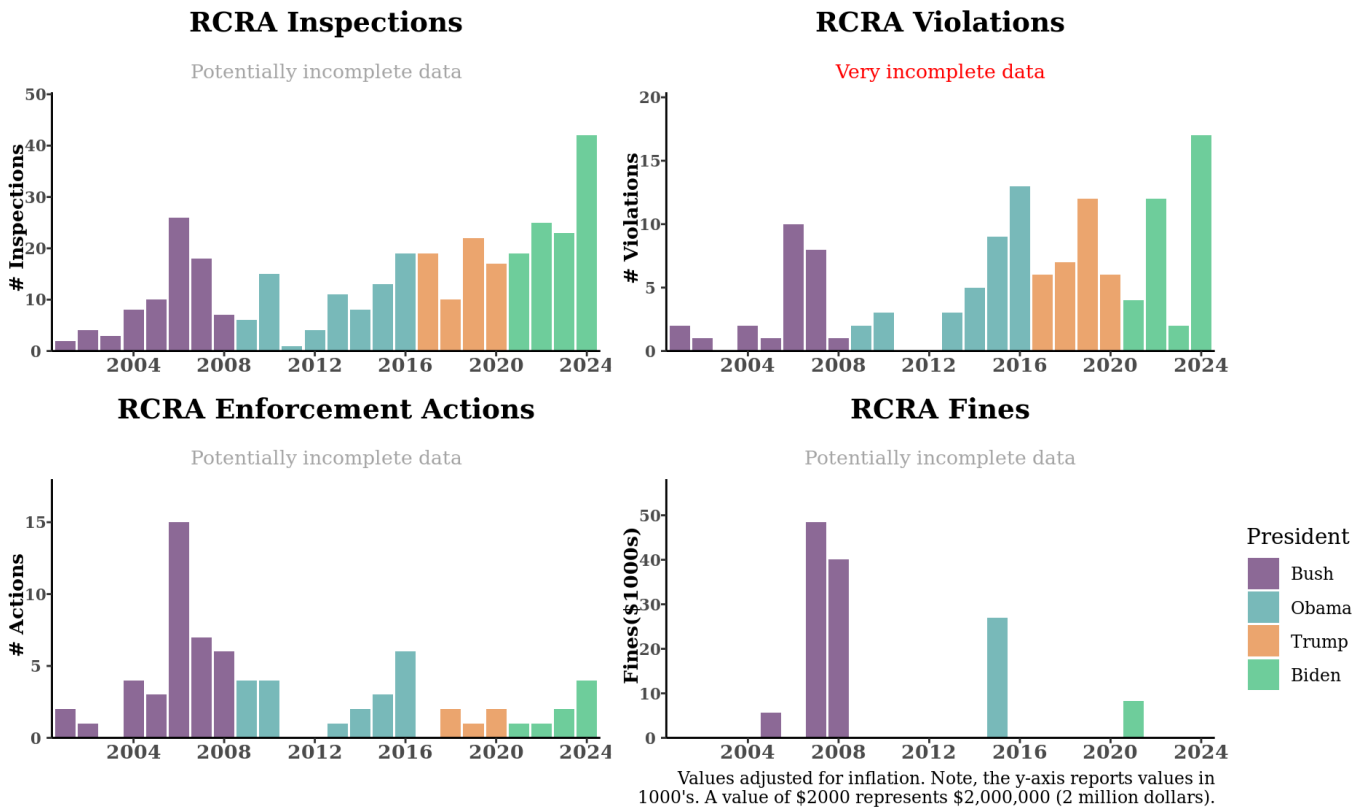 RCRA Inspections
Potentially incomplete data
# Inspections
50
40
30
20
10
0
2004 2008 2012 2016 2020 2024
RCRA Violations
Very incomplete data
# Violations
20
15
10
5
0
2004 2008 2012 2016 2020 2024
RCRA Enforcement Actions
Potentially incomplete data
# Actions
15
10
5
0
2004 2008 2012 2016 2020 2024
RCRA Fines
Potentially incomplete data
Fines($1000s)
50
40
30
20
10
0
2004 2008 2012 2016 2020 2024
President
Bush
Obama
Trump
Biden
Values adjusted for inflation. Note, the y-axis reports values in
1000's. A value of $2000 represents $2,000,000 (2 million dollars).